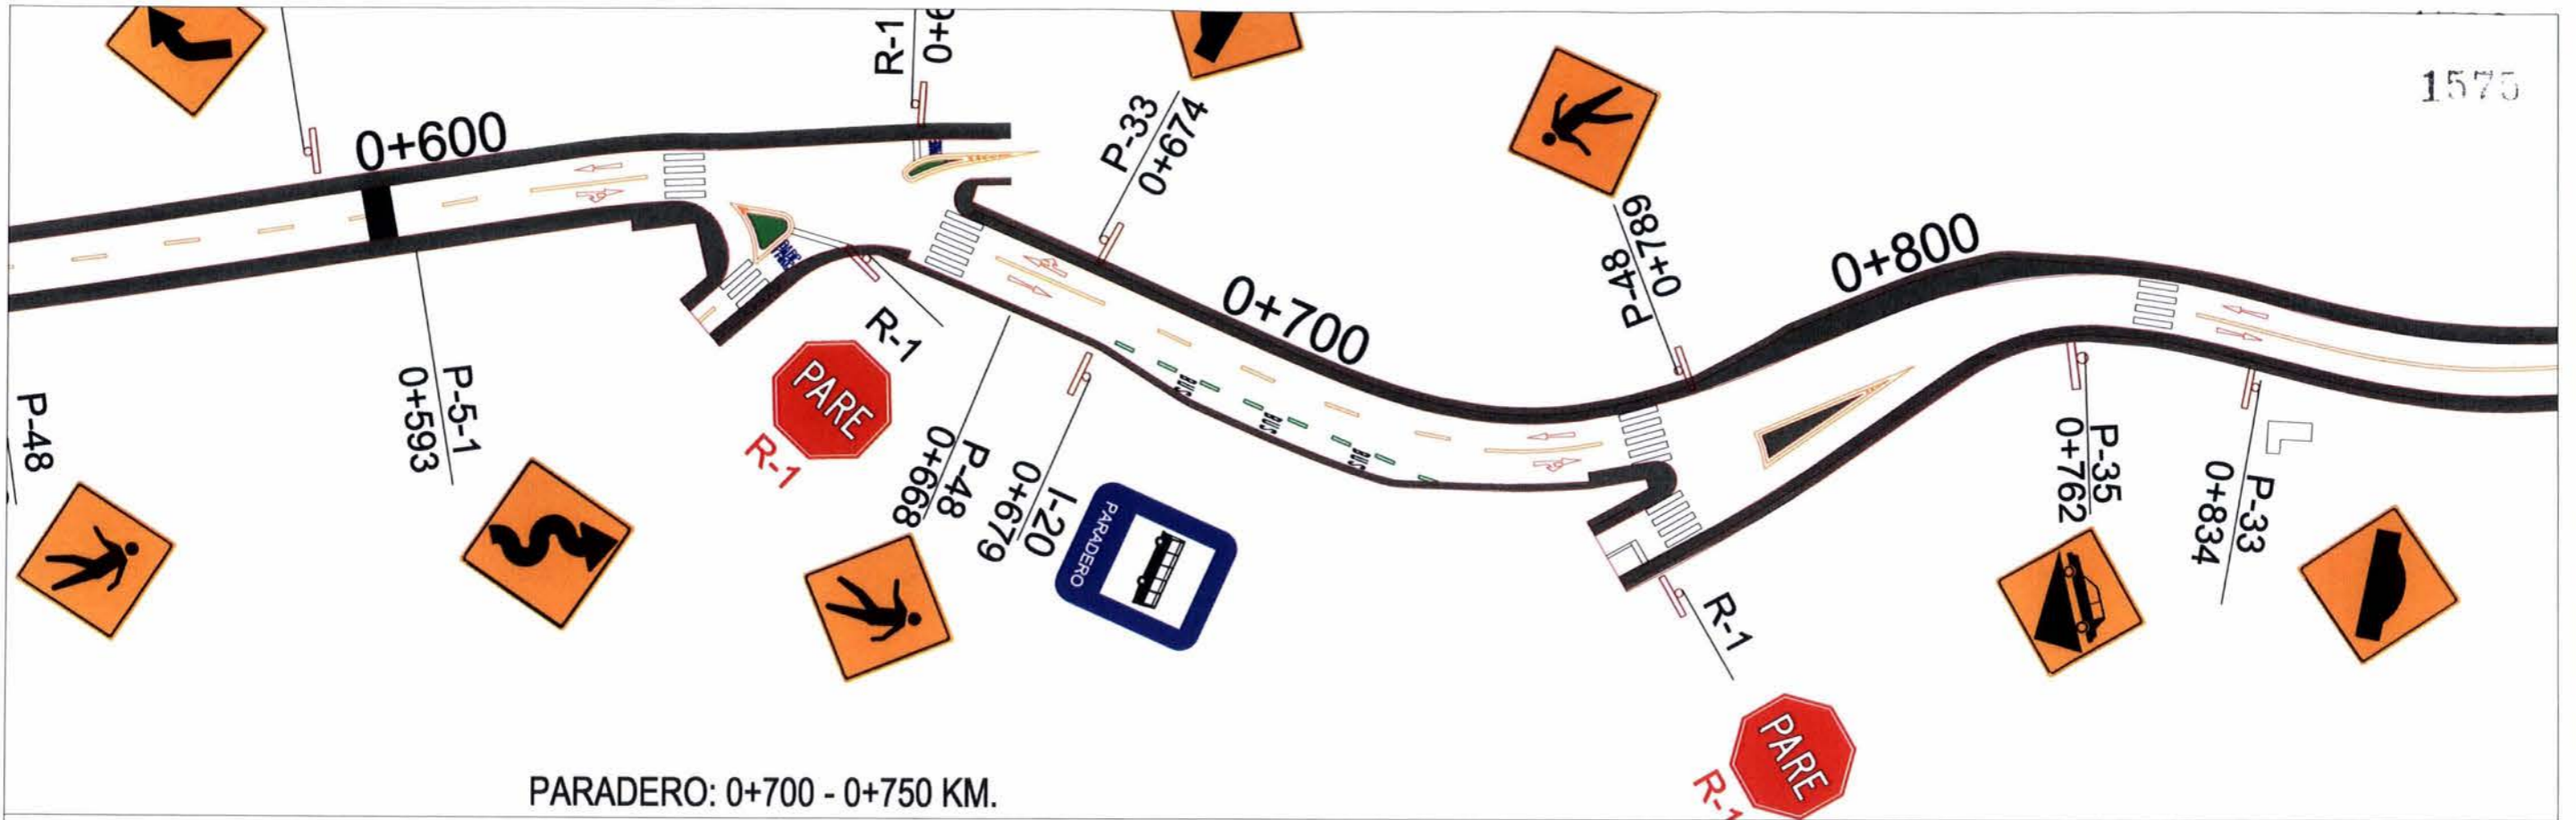 R-1
0+6
1575
0+600
P-33
0+674
P-48
0+789
0+800
0+700
P-48
P-5-1
0+593
PARE
PARE
R-1
PARE
R-1
P-48
0+668
I-20
0+679
PARADERO
BUS
BUS
BUS
R-1
PARE
R-1
P-35
0+762
P-33
0+834
PARADERO: 0+700 - 0+750 KM.